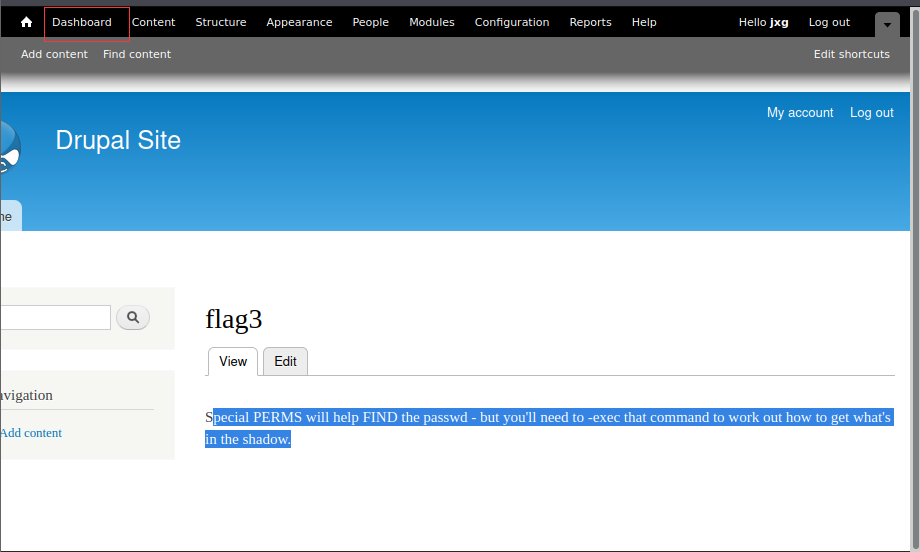 Dashboard Content Structure Appearance People Modules Configuration Reports Help Hello jxg Log out
Add content Find content Edit shortcuts
My account Log out
Drupal Site
me
flag3
View Edit
avigation
Add content
Special PERMS will help FIND the passwd - but you'll need to -exec that command to work out how to get what's
in the shadow.